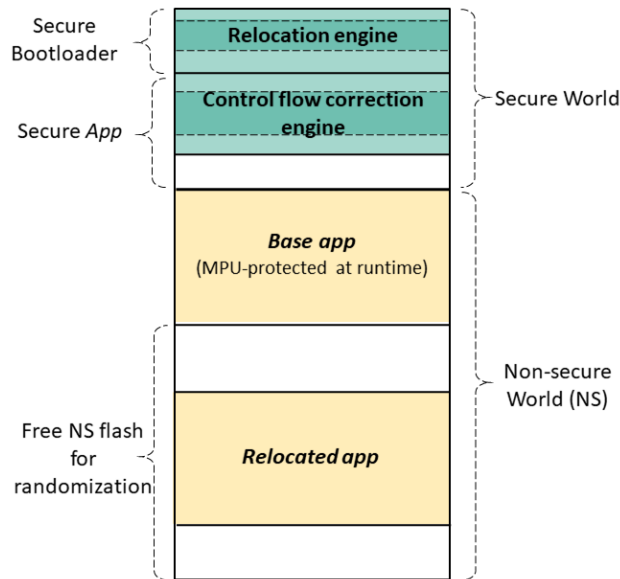 Secure
Bootloader
Relocation engine
Control flow correction
engine
Secure App
Secure World
Base app
(MPU-protected at runtime)
Non-secure
World (NS)
Free NS flash
for
randomization
Relocated app